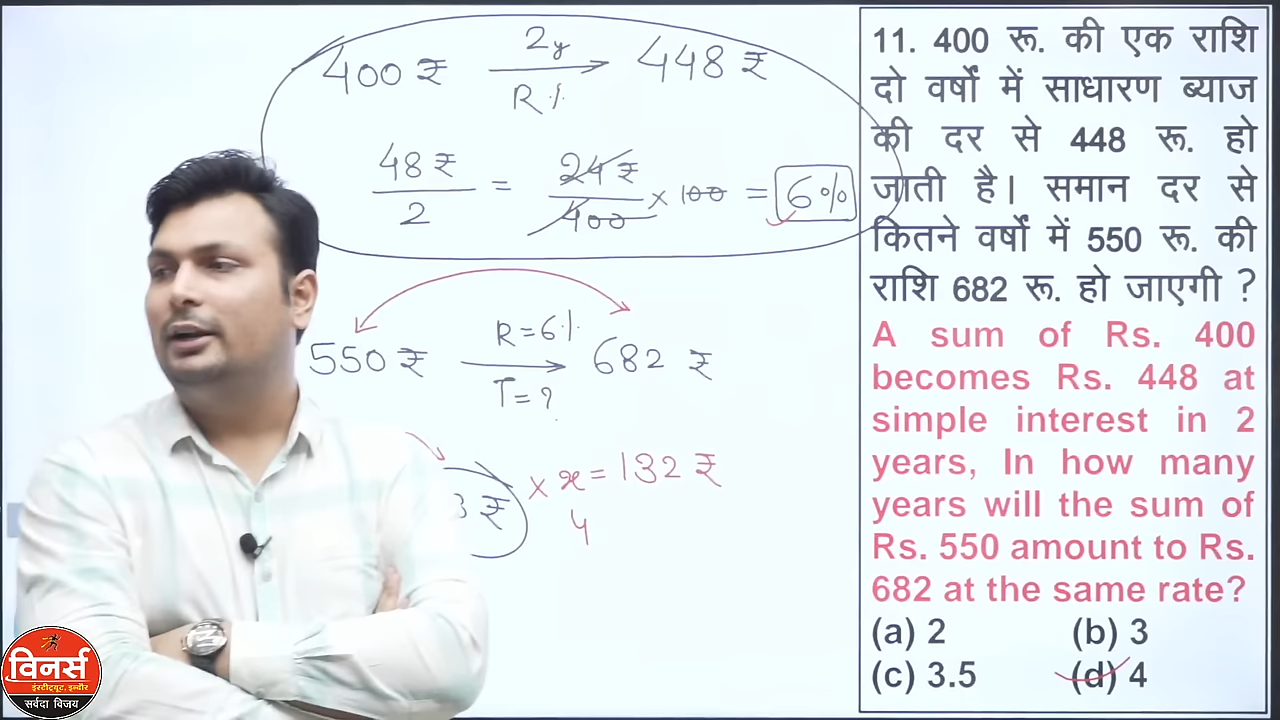 400 ₹ 2y 448 ₹
R %
48 ₹ / 2 = 24 ₹ / 400 × 100 = 6%
550 ₹ R = 6% 682 ₹
T = ?
3 ₹ × x = 132 ₹
4
11. 400 रू. की एक राशि
दो वर्षों में साधारण ब्याज
की दर से 448 रू. हो
जाती है। समान दर से
कितने वर्षों में 550 रू. की
राशि 682 रू. हो जाएगी ?
A sum of Rs. 400
becomes Rs. 448 at
simple interest in 2
years, In how many
years will the sum of
Rs. 550 amount to Rs.
682 at the same rate?
(a) 2 (b) 3
(c) 3.5 (d) 4
विनर्स
इंस्टीट्यूट, इन्दौर
सर्वदा विजय